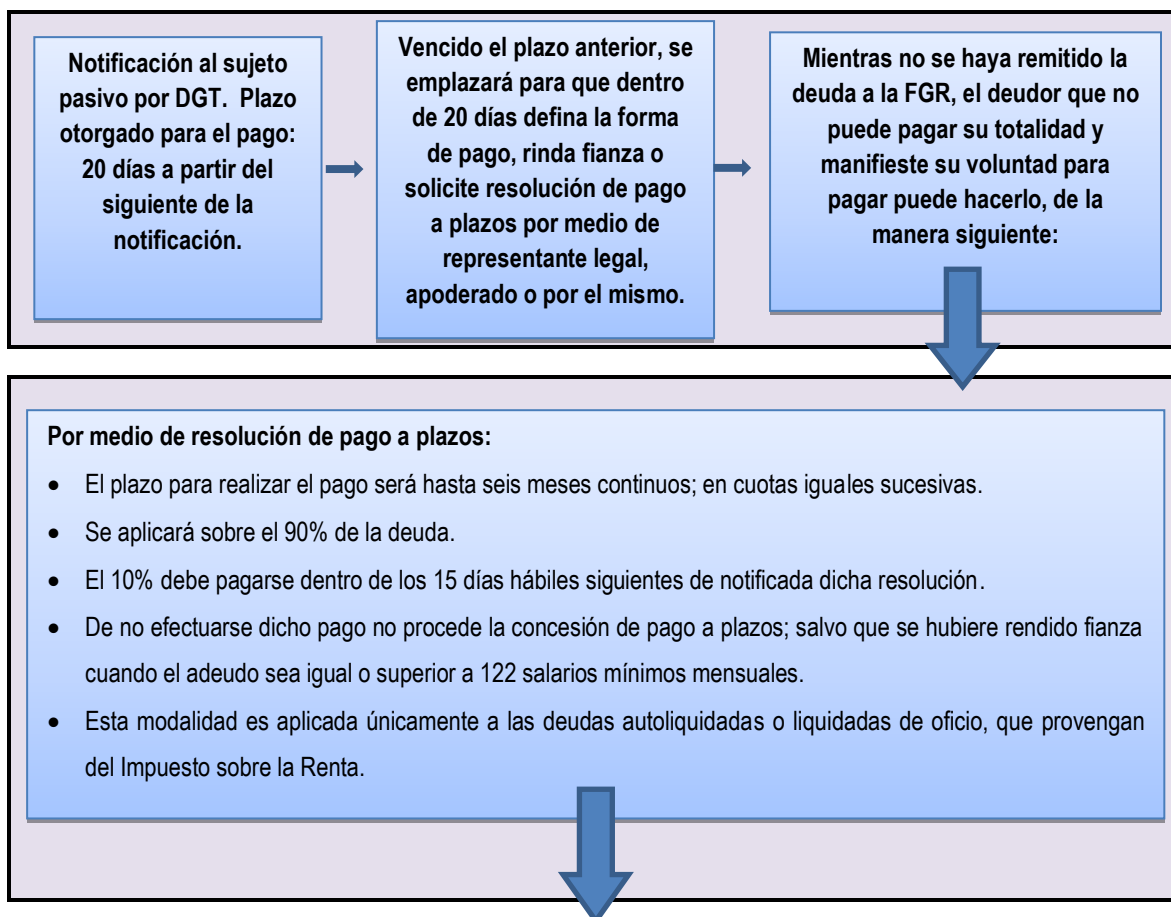 Notificación al sujeto
pasivo por DGT. Plazo
otorgado para el pago:
20 días a partir del
siguiente de la
notificación.
Vencido el plazo anterior, se
emplazará para que dentro
de 20 días defina la forma
de pago, rinda fianza o
solicite resolución de pago
a plazos por medio de
representante legal,
apoderado o por el mismo.
Mientras no se haya remitido la
deuda a la FGR, el deudor que no
puede pagar su totalidad y
manifieste su voluntad para
pagar puede hacerlo, de la
manera siguiente:
Por medio de resolución de pago a plazos:
• El plazo para realizar el pago será hasta seis meses continuos; en cuotas iguales sucesivas.
• Se aplicará sobre el 90% de la deuda.
• El 10% debe pagarse dentro de los 15 días hábiles siguientes de notificada dicha resolución.
• De no efectuarse dicho pago no procede la concesión de pago a plazos; salvo que se hubiere rendido fianza
cuando el adeudo sea igual o superior a 122 salarios mínimos mensuales.
• Esta modalidad es aplicada únicamente a las deudas autoliquidadas o liquidadas de oficio, que provengan
del Impuesto sobre la Renta.